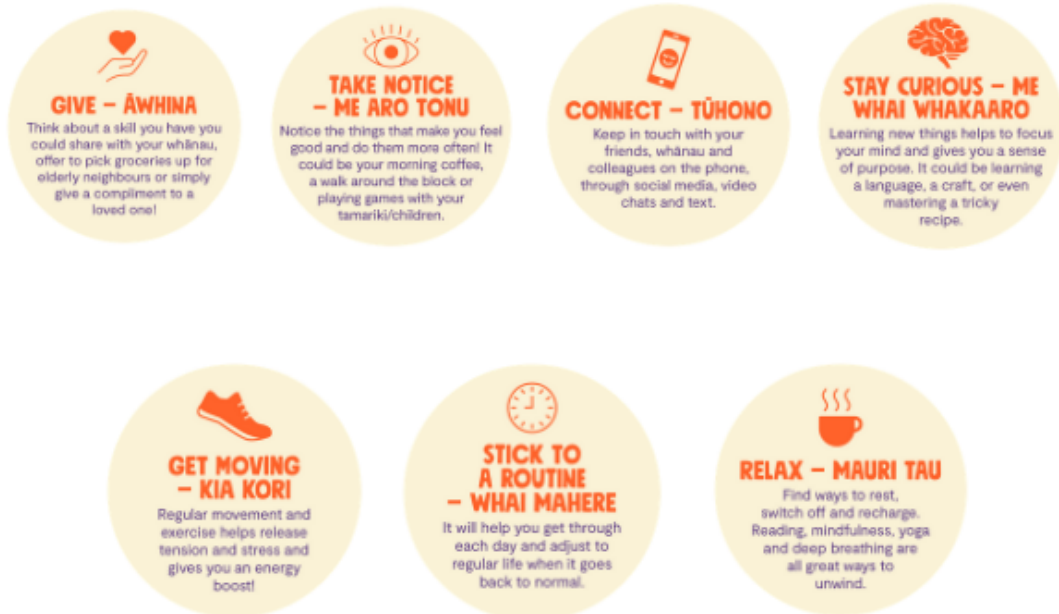 GIVE – ĀWHINA
Think about a skill you have you
could share with your whānau,
offer to pick groceries up for
elderly neighbours or simply
give a compliment to a
loved one!
TAKE NOTICE
– ME ARO TONU
Notice the things that make you feel
good and do them more often! It
could be your morning coffee,
a walk around the block or
playing games with your
tamariki/children.
CONNECT – TŪHONO
Keep in touch with your
friends, whānau and
colleagues on the phone,
through social media, video
chats and text.
STAY CURIOUS – ME
WHAI WHAKAARO
Learning new things helps to focus
your mind and gives you a sense
of purpose. It could be learning
a language, a craft, or even
mastering a tricky
recipe.
GET MOVING
– KIA KORI
Regular movement and
exercise helps release
tension and stress and
gives you an energy
boost!
STICK TO
A ROUTINE
– WHAI MAHERE
It will help you get through
each day and adjust to
regular life when it goes
back to normal.
RELAX – MAURI TAU
Find ways to rest,
switch off and recharge.
Reading, mindfulness, yoga
and deep breathing are
all great ways to
unwind.